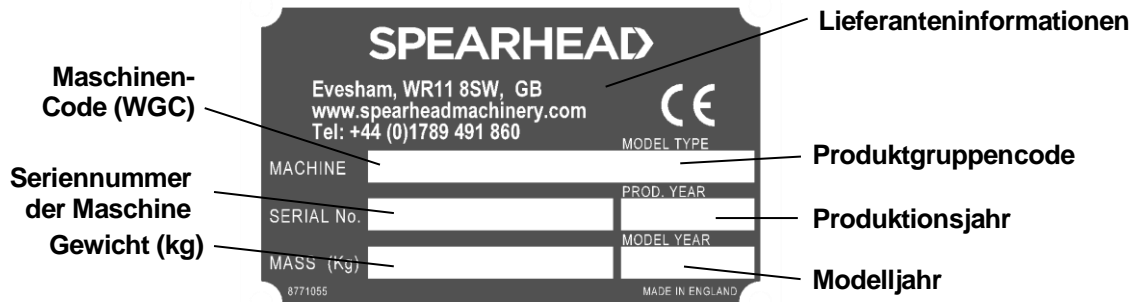 Lieferanteninformationen
SPEARHEAD
Maschinen-
Code (WGC)
Evesham, WR11 8SW, GB
www.spearheadmachinery.com
Tel: +44 (0)1789 491 860
CE
MODEL TYPE
MACHINE
Produktgruppencode
Seriennummer
der Maschine
PROD. YEAR
SERIAL No.
Produktionsjahr
Gewicht (kg)
MODEL YEAR
MASS (Kg)
Modelljahr
8771055
MADE IN ENGLAND